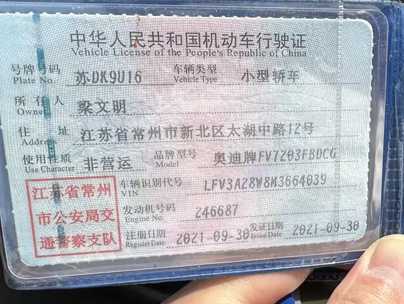 中华人民共和国机动车行驶证
Vehicle License of the People's Republic of China
号牌号码 苏DK9U16 车辆类型 小型轿车
Plate No. Vehicle Type
所有人 梁文明
Owner
住址 江苏省常州市新北区太湖中路12号
Address
使用性质 非营运 品牌型号 奥迪牌FV7203FBDCG
Use Character Model
江苏省常州 车辆识别代号 LFV3A28W8M3664039
VIN
市公安局交 发动机号码 246687
Engine No.
通警察支队 注册日期 2021-09-30 发证日期 2021-09-30
Register Date Issue Date